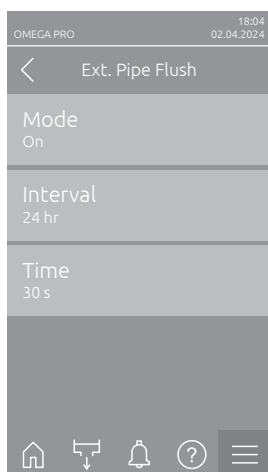 18:04
OMEGA PRO 02.04.2024
Ext. Pipe Flush
Mode
On
Interval
24 hr
Time
30 s
?